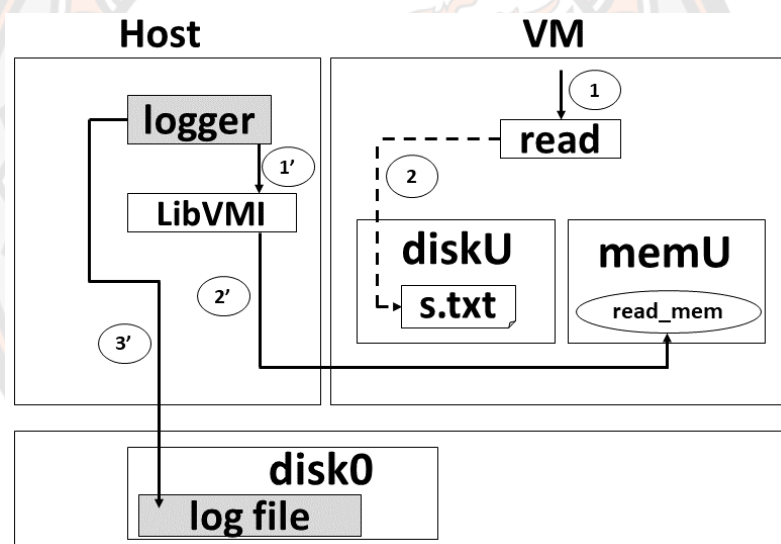 Host
VM
1
logger
read
1’
2
LibVMI
diskU
memU
2’
s.txt
read_mem
3’
disk0
log file